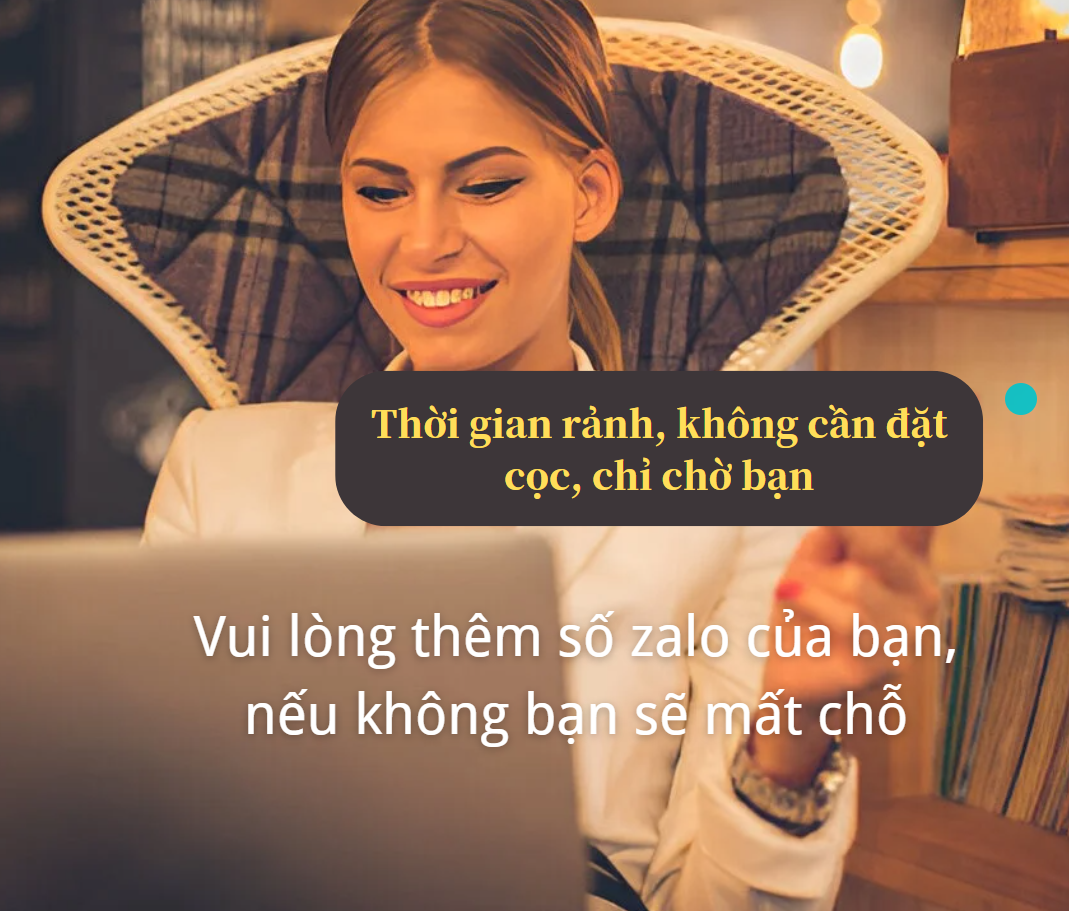 Thời gian rảnh, không cần đặt
cọc, chỉ chờ bạn
Vui lòng thêm số zalo của bạn,
nếu không bạn sẽ mất chỗ